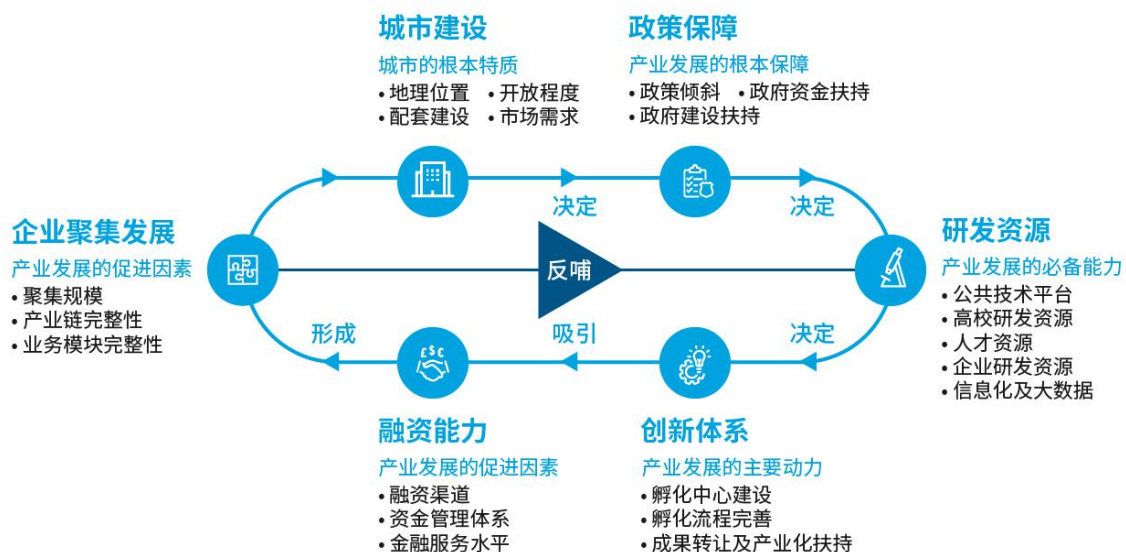 城市建设
城市的根本特质
• 地理位置 • 开放程度
• 配套建设 • 市场需求
政策保障
产业发展的根本保障
• 政策倾斜 • 政府资金扶持
• 政府建设扶持
决定
决定
企业聚集发展
产业发展的促进因素
• 聚集规模
• 产业链完整性
• 业务模块完整性
反哺
研发资源
产业发展的必备能力
• 公共技术平台
• 高校研发资源
• 人才资源
• 企业研发资源
• 信息化及大数据
形成
吸引
决定
£$€
融资能力
产业发展的促进因素
• 融资渠道
• 资金管理体系
• 金融服务水平
创新体系
产业发展的主要动力
• 孵化中心建设
• 孵化流程完善
• 成果转让及产业化扶持